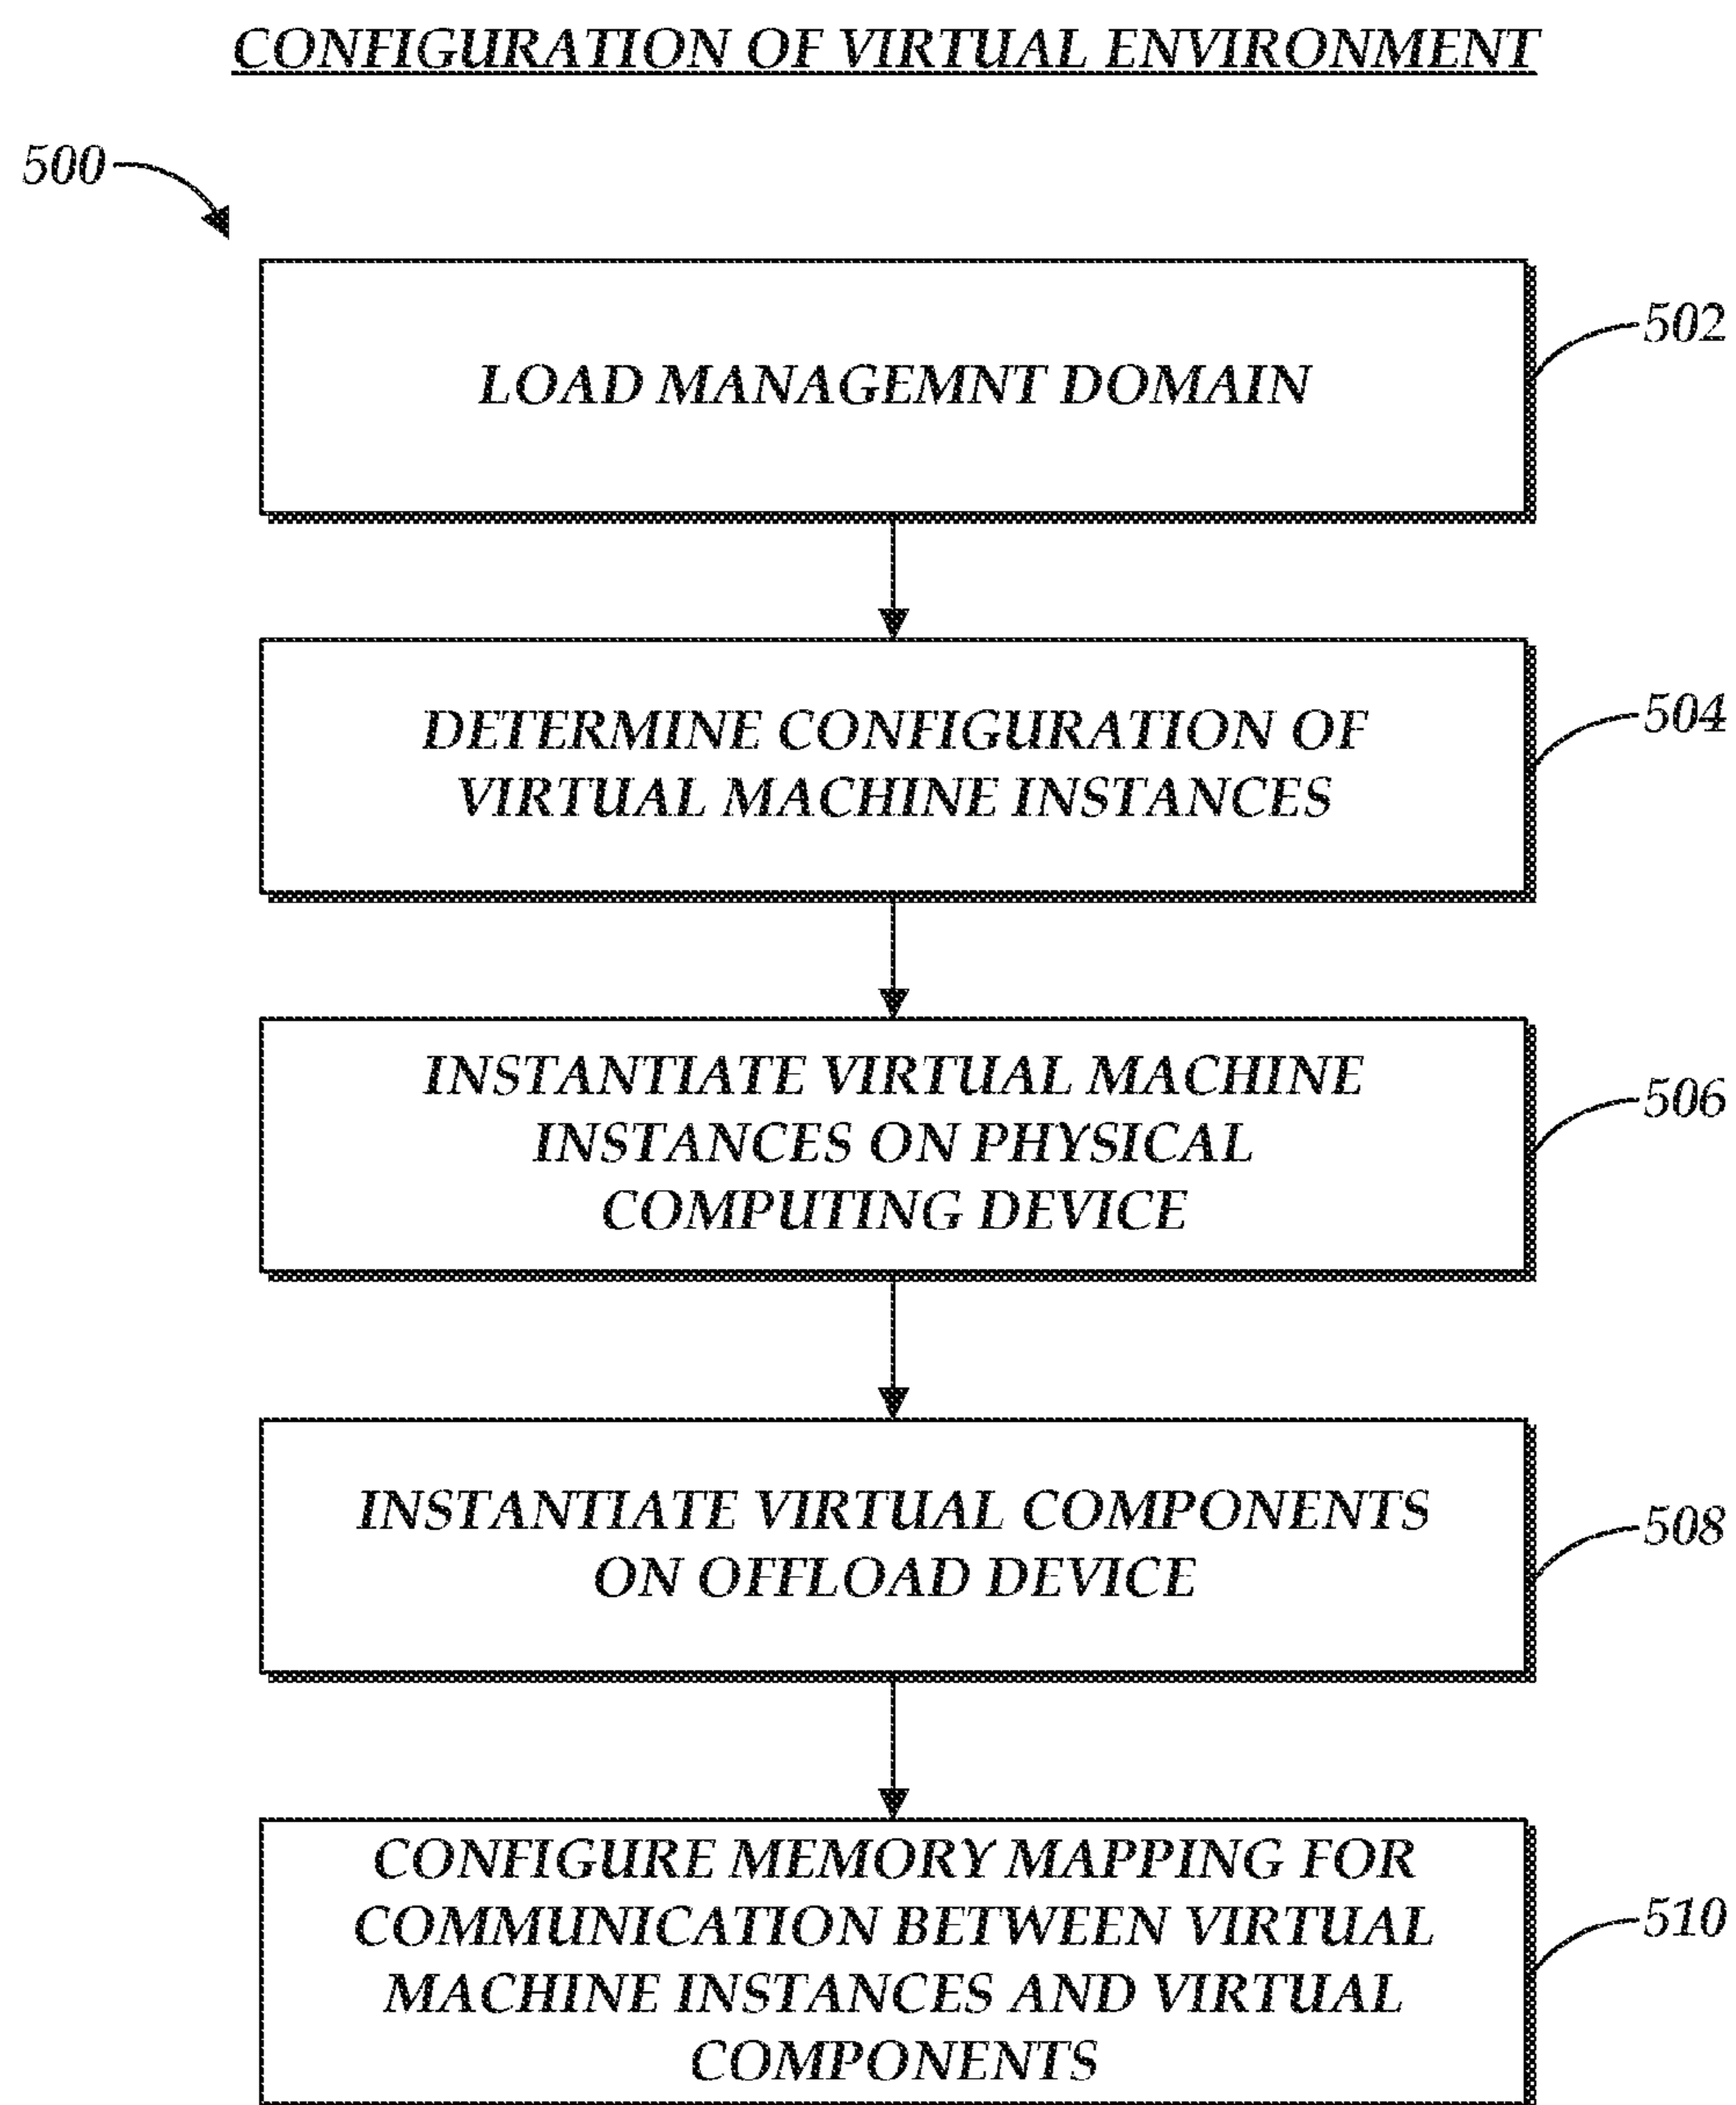 CONFIGURATION OF VIRTUAL ENVIRONMENT
500
LOAD MANAGEMNT DOMAIN
502
DETERMINE CONFIGURATION OF
VIRTUAL MACHINE INSTANCES
504
INSTANTIATE VIRTUAL MACHINE
INSTANCES ON PHYSICAL
COMPUTING DEVICE
506
INSTANTIATE VIRTUAL COMPONENTS
ON OFFLOAD DEVICE
508
CONFIGURE MEMORY MAPPING FOR
COMMUNICATION BETWEEN VIRTUAL
MACHINE INSTANCES AND VIRTUAL
COMPONENTS
510